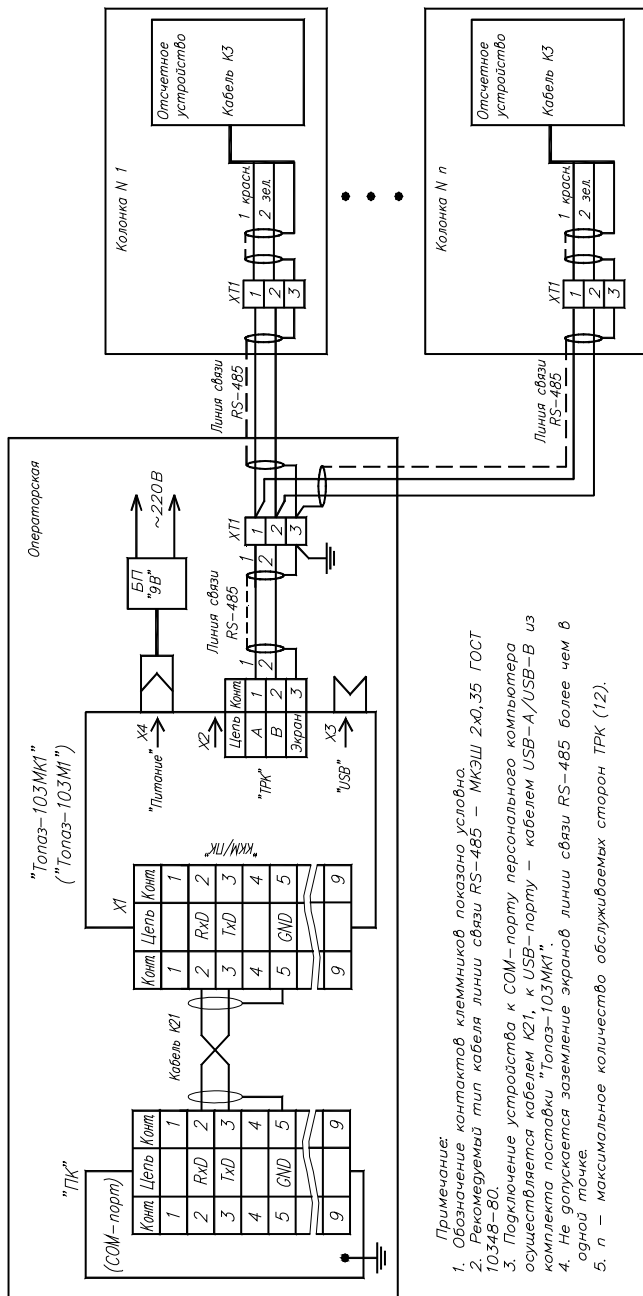 Операторская
"ПК"
(COM-порт)
Конт. Цепь Конт.
1 1
2 RxD 2
3 TxD 3
4 4
5 GND 5
9 9
Кабель К21
"Топаз-103МК1"
("Топаз-103М1")
X1
Конт. Цепь Конт.
1 1
2 RxD 2
3 TxD 3
4 4
5 GND 5
9 9
"ККМ/ПК"
X4
"Питание"
БП
"9В"
~220В
X2
Цепь Конт.
A 1
B 2
Экран 3
"ТРК"
X3
"USB"
1
2
Линия связи
RS-485
1
2
XT1
1
2
3
Линия связи
RS-485
Колонка N 1
XT1
1
2
3
1 красн.
2 зел.
Отсчетное
устройство
Кабель К3
Линия связи
RS-485
Колонка N n
XT1
1
2
3
1 красн.
2 зел.
Отсчетное
устройство
Кабель К3
Примечание:
1. Обозначение контактов клеммников показано условно.
2. Рекомедуемый тип кабеля линии связи RS-485 – МКЭШ 2х0,35 ГОСТ
10348-80.
3. Подключение устройства к COM-порту персонального компьютера
осуществляется кабелем К21, к USB-порту – кабелем USB-A/USB-B из
комплекта поставки "Топаз-103МК1".
4. Не допускается заземление экранов линии связи RS-485 более чем в
одной точке.
5. n – максимальное количество обслуживаемых сторон ТРК (12).